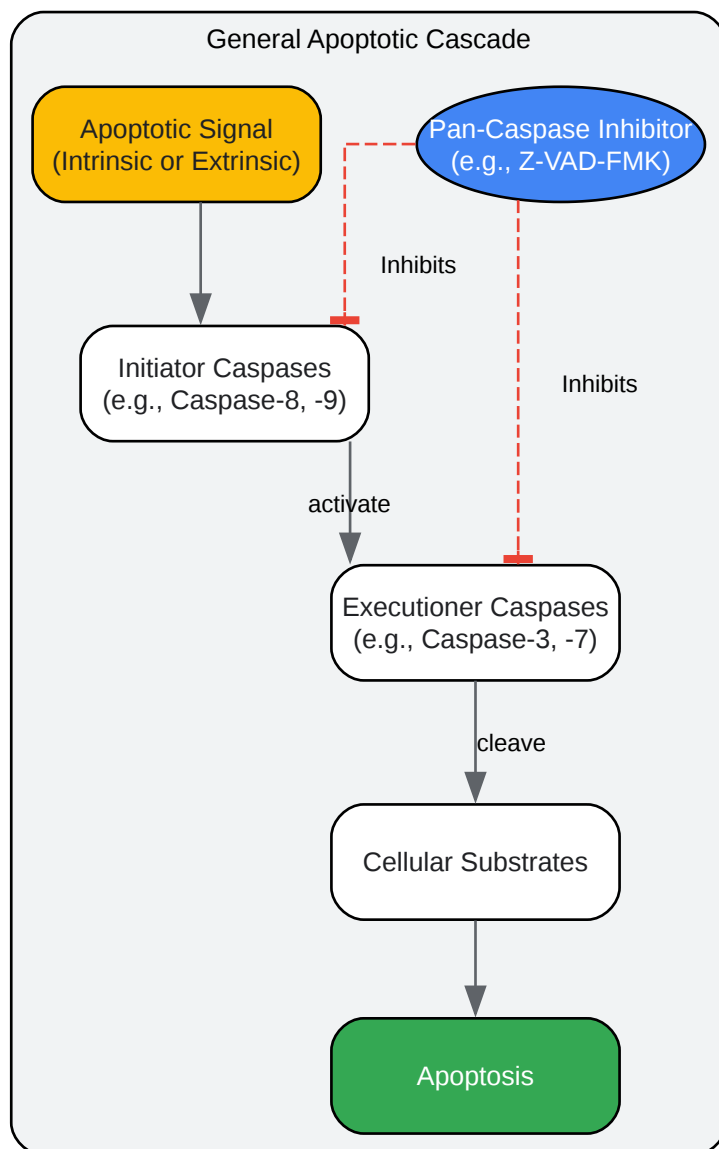 General Apoptotic Cascade
Apoptotic Signal
(Intrinsic or Extrinsic)
Pan-Caspase Inhibitor
(e.g., Z-VAD-FMK)
Inhibits
Initiator Caspases
(e.g., Caspase-8, -9)
Inhibits
activate
Executioner Caspases
(e.g., Caspase-3, -7)
cleave
Cellular Substrates
Apoptosis